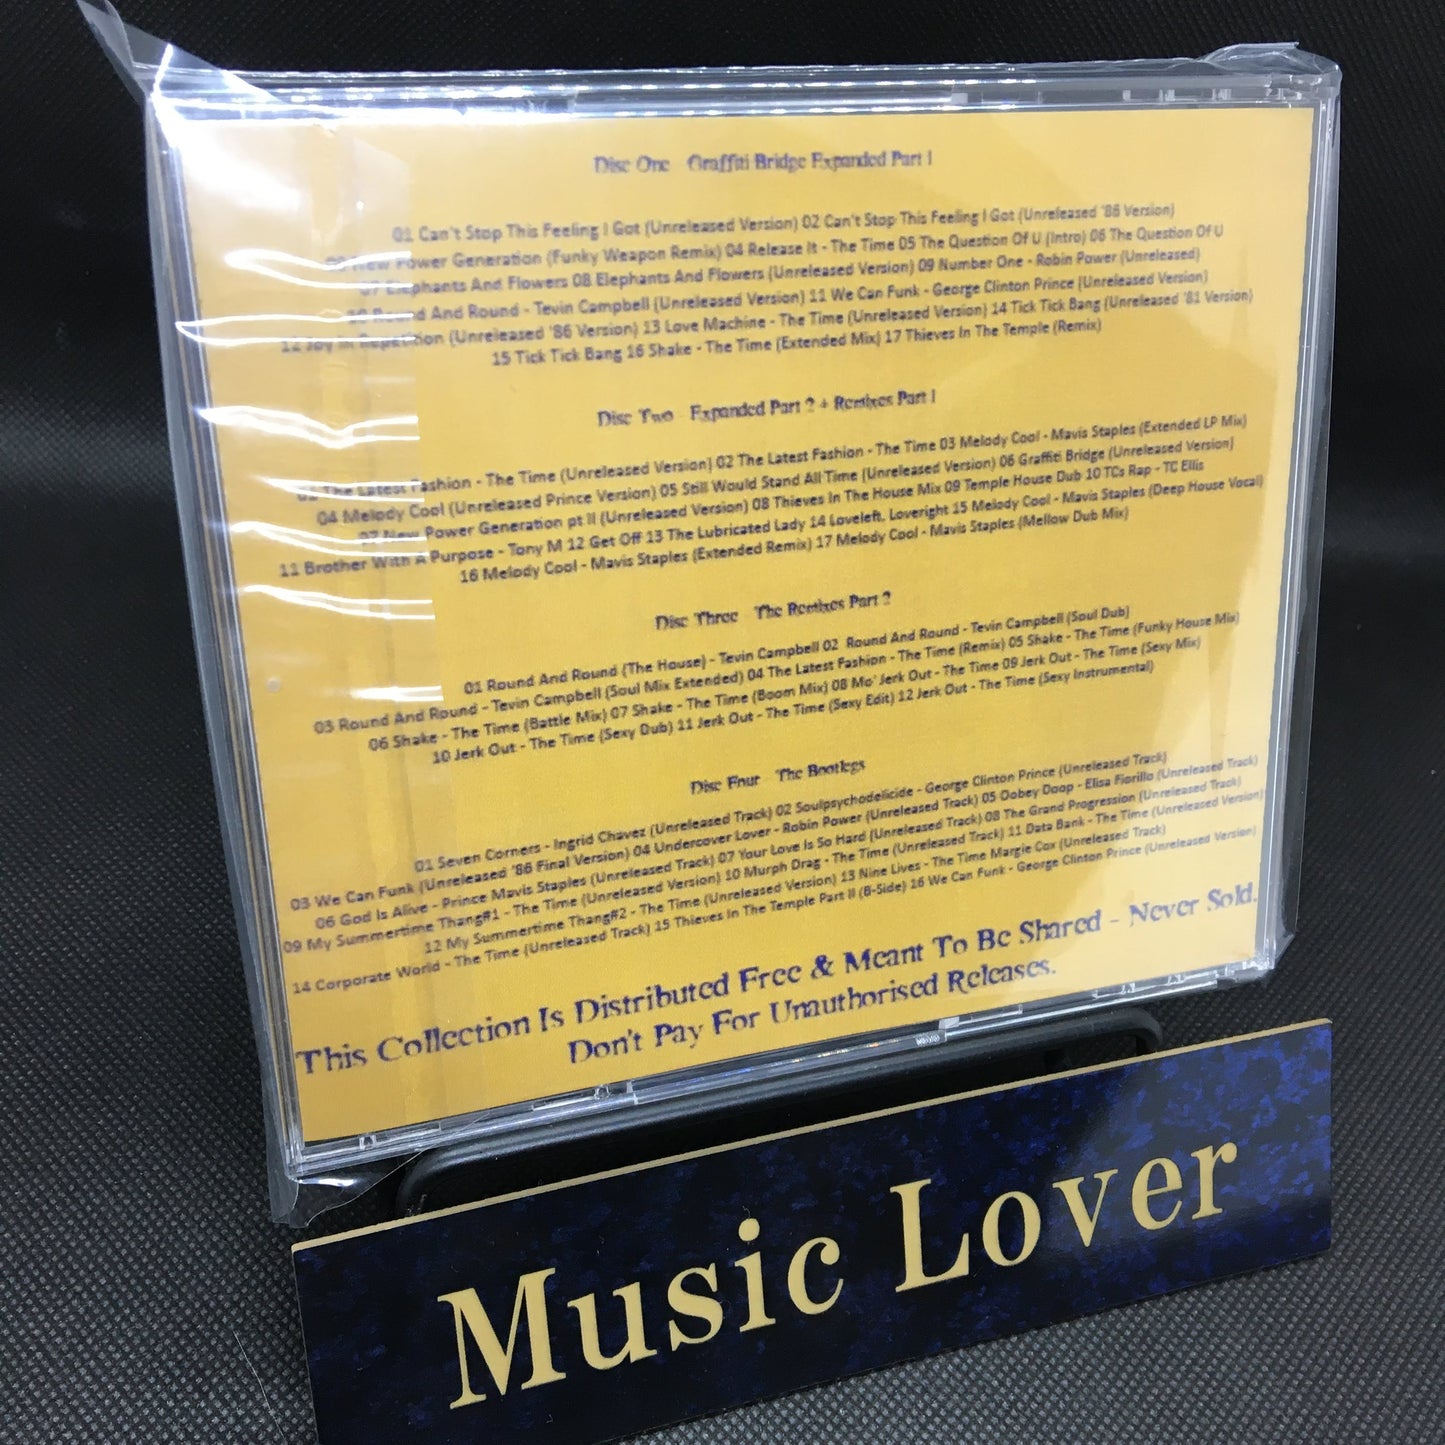 Disc One - Graffiti Bridge Expanded Part 1
01 Can't Stop This Feeling I Got (Unreleased Version) 02 Can't Stop This Feeling I Got (Unreleased '86 Version)
03 New Power Generation (Funky Weapon Remix) 04 Release It - The Time 05 The Question Of U (Intro) 06 The Question Of U
07 Elephants And Flowers 08 Elephants And Flowers (Unreleased Version) 09 Number One - Robin Power (Unreleased)
10 Round And Round - Tevin Campbell (Unreleased Version) 11 We Can Funk - George Clinton Prince (Unreleased Version)
12 Joy In Repetition (Unreleased '86 Version) 13 Love Machine - The Time (Unreleased Version) 14 Tick Tick Bang (Unreleased '81 Version)
15 Tick Tick Bang 16 Shake - The Time (Extended Mix) 17 Thieves In The Temple (Remix)
Disc Two - Expanded Part 2 + Remixes Part 1
01 The Latest Fashion - The Time (Unreleased Version) 02 The Latest Fashion - The Time 03 Melody Cool - Mavis Staples (Extended LP Mix)
04 Melody Cool (Unreleased Prince Version) 05 Still Would Stand All Time (Unreleased Version) 06 Graffiti Bridge (Unreleased Version)
07 New Power Generation pt II (Unreleased Version) 08 Thieves In The House Mix 09 Temple House Dub 10 TCs Rap - TC Ellis
11 Brother With A Purpose - Tony M 12 Get Off 13 The Lubricated Lady 14 Loveleft, Loveright 15 Melody Cool - Mavis Staples (Deep House Vocal)
16 Melody Cool - Mavis Staples (Extended Remix) 17 Melody Cool - Mavis Staples (Mellow Dub Mix)
Disc Three - The Remixes Part 2
01 Round And Round (The House) - Tevin Campbell 02 Round And Round - Tevin Campbell (Soul Dub)
03 Round And Round - Tevin Campbell (Soul Mix Extended) 04 The Latest Fashion - The Time (Remix) 05 Shake - The Time (Funky House Mix)
06 Shake - The Time (Battle Mix) 07 Shake - The Time (Boom Mix) 08 Mo' Jerk Out - The Time 09 Jerk Out - The Time (Sexy Mix)
10 Jerk Out - The Time (Sexy Dub) 11 Jerk Out - The Time (Sexy Edit) 12 Jerk Out - The Time (Sexy Instrumental)
Disc Four - The Bootlegs
01 Seven Corners - Ingrid Chavez (Unreleased Track) 02 Soulpsychodelicide - George Clinton Prince (Unreleased Track)
03 We Can Funk (Unreleased '86 Final Version) 04 Undercover Lover - Robin Power (Unreleased Track) 05 Oobey Doop - Elisa Fiorillo (Unreleased Track)
06 God Is Alive - Prince Mavis Staples (Unreleased Track) 07 Your Love Is So Hard (Unreleased Track) 08 The Grand Progression (Unreleased Track)
09 My Summertime Thang#1 - The Time (Unreleased Version) 10 Murph Drag - The Time (Unreleased Track) 11 Data Bank - The Time (Unreleased Version)
12 My Summertime Thang#2 - The Time (Unreleased Version) 13 Nine Lives - The Time Margie Cox (Unreleased Track)
14 Corporate World - The Time (Unreleased Track) 15 Thieves In The Temple Part II (B-Side) 16 We Can Funk - George Clinton Prince (Unreleased Version)
This Collection Is Distributed Free & Meant To Be Shared - Never Sold.
Don't Pay For Unauthorised Releases.
Music Lover